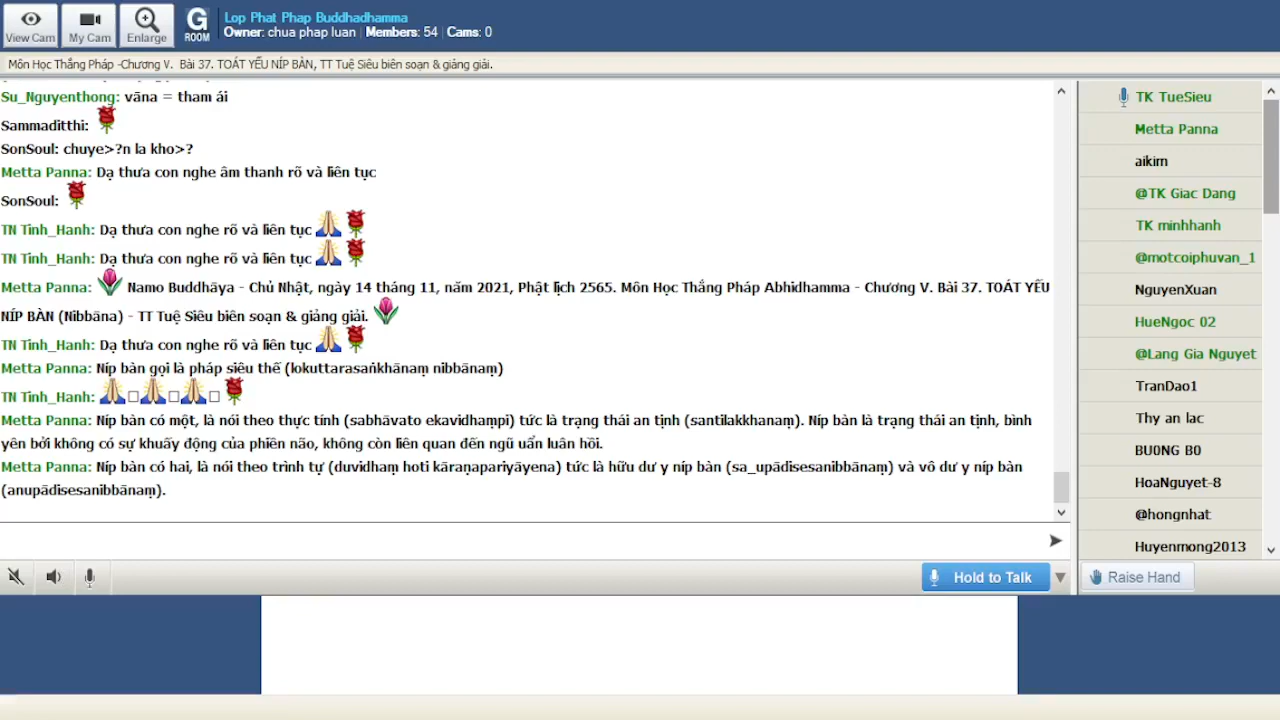 View Cam
My Cam
Enlarge
G
ROOM
Lop Phat Phap Buddhadhamma
Owner: chua phap luan | Members: 54 | Cams: 0
Môn Học Thắng Pháp -Chương V.  Bài 37. TOÁT YẾU NÍP BÀN, TT Tuệ Siêu biên soạn & giảng giải.
Su_Nguyenthong: vāna = tham ái
Sammaditthi:
SonSoul: chuye>?n la kho>?
Metta Panna: Dạ thưa con nghe âm thanh rõ và liên tục
SonSoul:
TN Tinh_Hanh: Dạ thưa con nghe rõ và liên tục
TN Tinh_Hanh: Dạ thưa con nghe rõ và liên tục
Metta Panna: Namo Buddhāya - Chủ Nhật, ngày 14 tháng 11, năm 2021, Phật lịch 2565. Môn Học Thắng Pháp Abhidhamma - Chương V. Bài 37. TOÁT YẾU
NÍP BÀN (Nibbāna) - TT Tuệ Siêu biên soạn & giảng giải.
TN Tinh_Hanh: Dạ thưa con nghe rõ và liên tục
Metta Panna: Níp bàn gọi là pháp siêu thế (lokuttarasaṅkhānaṃ nibbānaṃ)
TN Tinh_Hanh:
Metta Panna: Níp bàn có một, là nói theo thực tính (sabhāvato ekavidhaṃpi) tức là trạng thái an tịnh (santilakkhanaṃ). Níp bàn là trạng thái an tịnh, bình
yên bởi không có sự khuấy động của phiền não, không còn liên quan đến ngũ uẩn luân hồi.
Metta Panna: Níp bàn có hai, là nói theo trình tự (duvidhaṃ hoti kāraṇapariyāyena) tức là hữu dư y níp bàn (sa_upādisesanibbānaṃ) và vô dư y níp bàn
(anupādisesanibbānaṃ).
TK TueSieu
Metta Panna
aikim
@TK Giac Dang
TK minhhanh
@motcoiphuvan_1
NguyenXuan
HueNgoc 02
@Lang Gia Nguyet
TranDao1
Thy an lac
BU0NG B0
HoaNguyet-8
@hongnhat
Huyenmong2013
Hold to Talk
Raise Hand